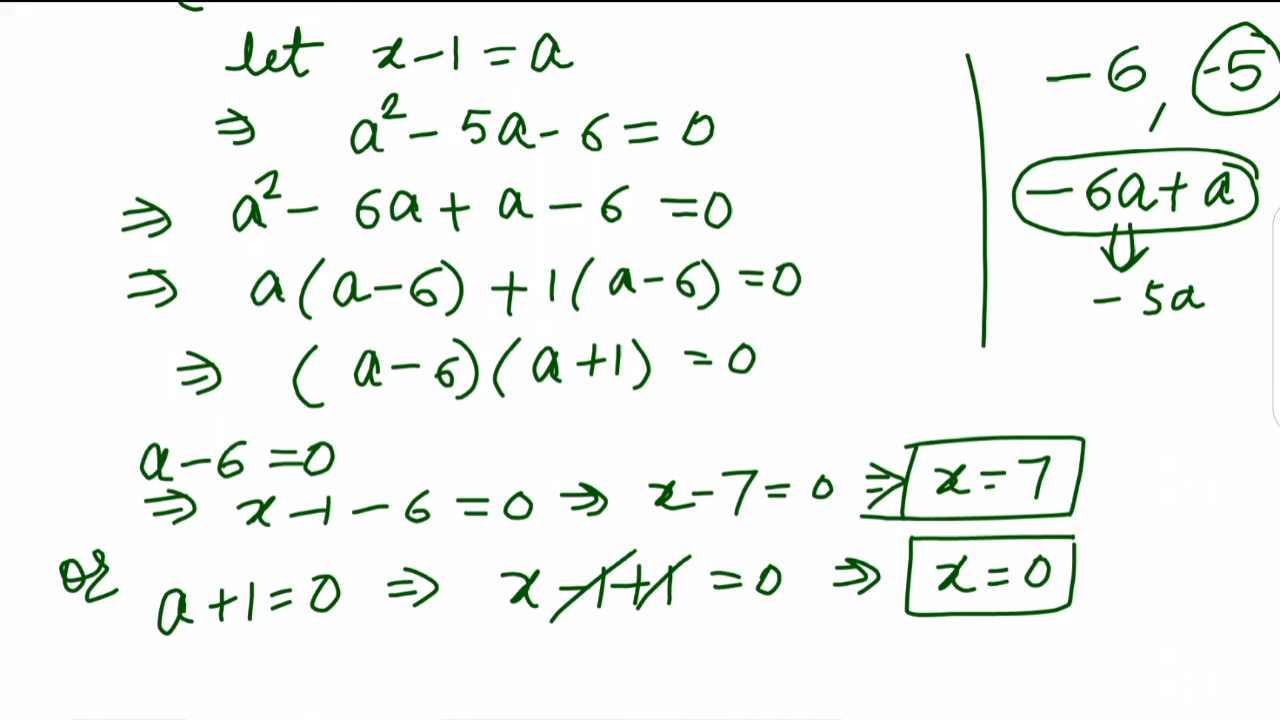 let x-1=a
⇒ a²-5a-6=0
⇒ a²-6a+a-6=0
⇒ a(a-6)+1(a-6)=0
⇒ (a-6)(a+1)=0
a-6=0
⇒ x-1-6=0 ⇒ x-7=0 ⇒ x=7
or a+1=0 ⇒ x-1+1=0 ⇒ x=0
-6, -5
-6a+a
⇓
-5a